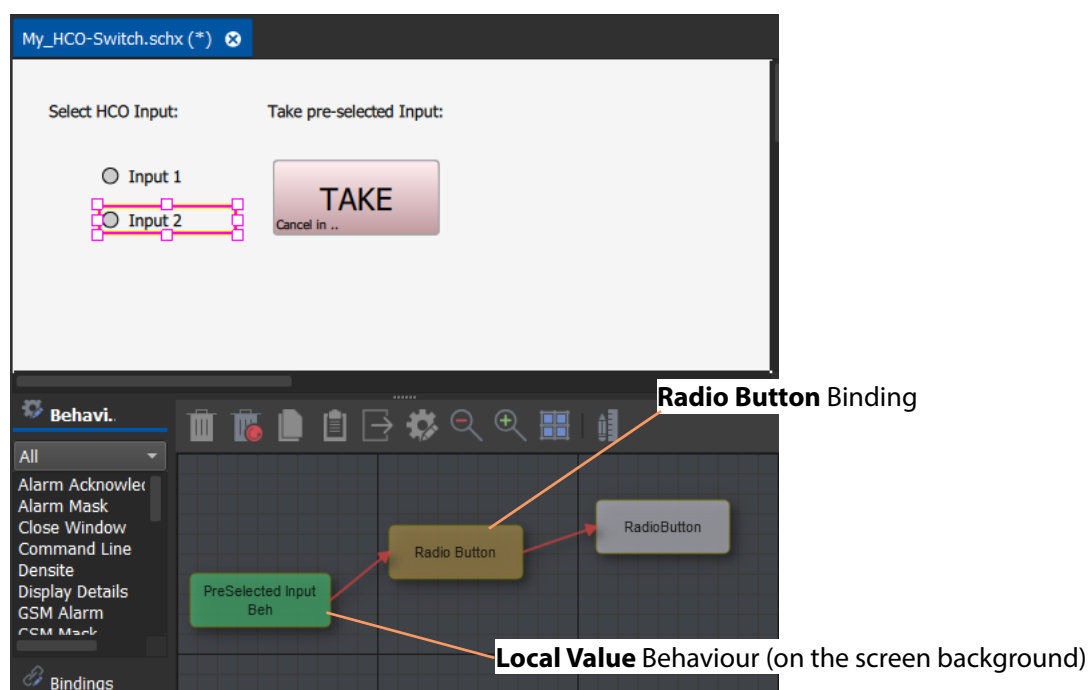 My_HCO-Switch.schx (*)
Select HCO Input:
Take pre-selected Input:
Input 1
Input 2
TAKE
Cancel in ..
Radio Button Binding
Behavi..
All
Alarm Acknowle
Alarm Mask
Close Window
Command Line
Densite
Display Details
GSM Alarm
GSM Mask
Bindings
RadioButton
Radio Button
PreSelected Input
Beh
Local Value Behaviour (on the screen background)